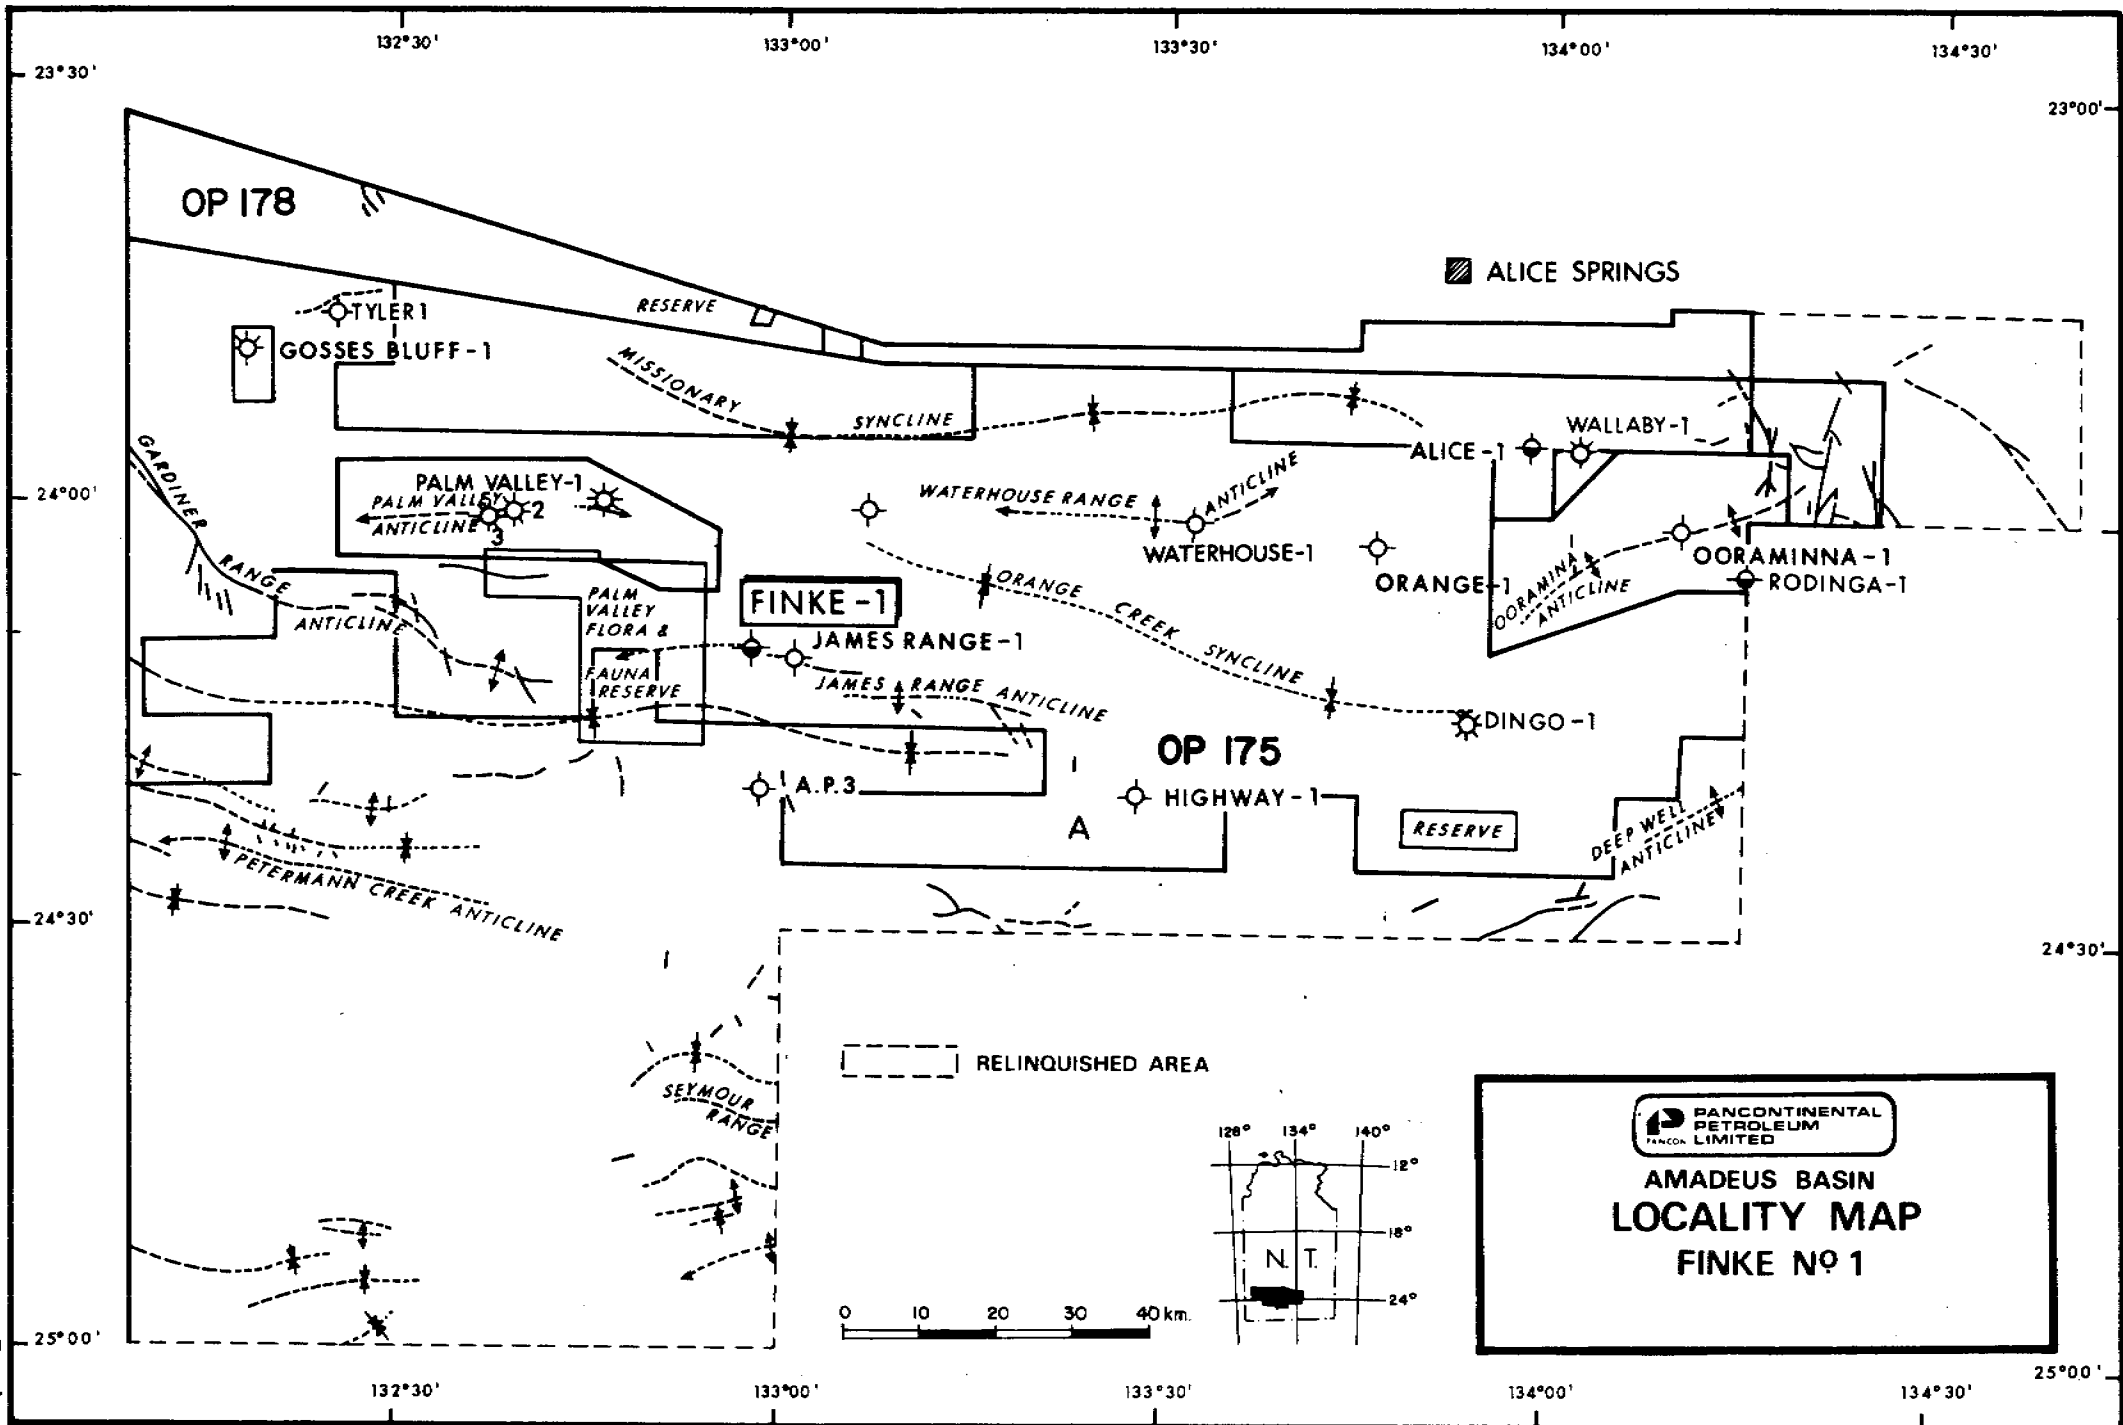 132°30'
133°00'
133°30'
134°00'
134°30'
23°30'
23°00'
OP 178
ALICE SPRINGS
RESERVE
TYLER 1
GOSSES BLUFF-1
MISSIONARY
SYNCLINE
WALLABY-1
ALICE-1
GARDINER
RANGE
ANTICLINE
24°00'
PALM VALLEY-1
PALM VALLEY
ANTICLINE
2
3
WATERHOUSE RANGE
ANTICLINE
WATERHOUSE-1
ORANGE-1
OORAMINNA-1
RODINGA-1
OORAMINA
ANTICLINE
PALM
VALLEY
FLORA &
FAUNA
RESERVE
FINKE-1
JAMES RANGE-1
JAMES RANGE ANTICLINE
ORANGE CREEK SYNCLINE
DINGO-1
OP 175
A.P.3
HIGHWAY-1
A
RESERVE
DEEP WELL
ANTICLINE
PETERMANN CREEK ANTICLINE
24°30'
24°30'
RELINQUISHED AREA
SEYMOUR
RANGE
128° 134° 140°
12°
18°
N. T.
24°
0 10 20 30 40 km.
PANCON
PANCONTINENTAL
PETROLEUM
LIMITED
AMADEUS BASIN
LOCALITY MAP
FINKE Nº 1
25°00'
25°00'
132°30'
133°00'
133°30'
134°00'
134°30'